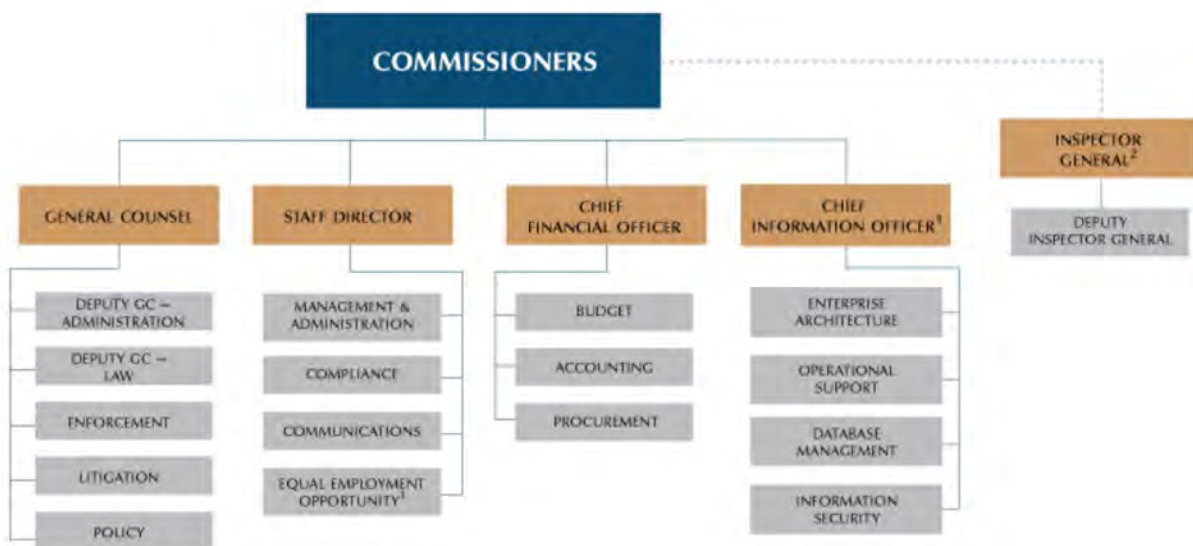 COMMISSIONERS
INSPECTOR
GENERAL²
DEPUTY
INSPECTOR GENERAL
GENERAL COUNSEL
DEPUTY GC –
ADMINISTRATION
DEPUTY GC –
LAW
ENFORCEMENT
LITIGATION
POLICY
STAFF DIRECTOR
MANAGEMENT &
ADMINISTRATION
COMPLIANCE
COMMUNICATIONS
EQUAL EMPLOYMENT
OPPORTUNITY³
CHIEF
FINANCIAL OFFICER
BUDGET
ACCOUNTING
PROCUREMENT
CHIEF
INFORMATION OFFICER¹
ENTERPRISE
ARCHITECTURE
OPERATIONAL
SUPPORT
DATABASE
MANAGEMENT
INFORMATION
SECURITY